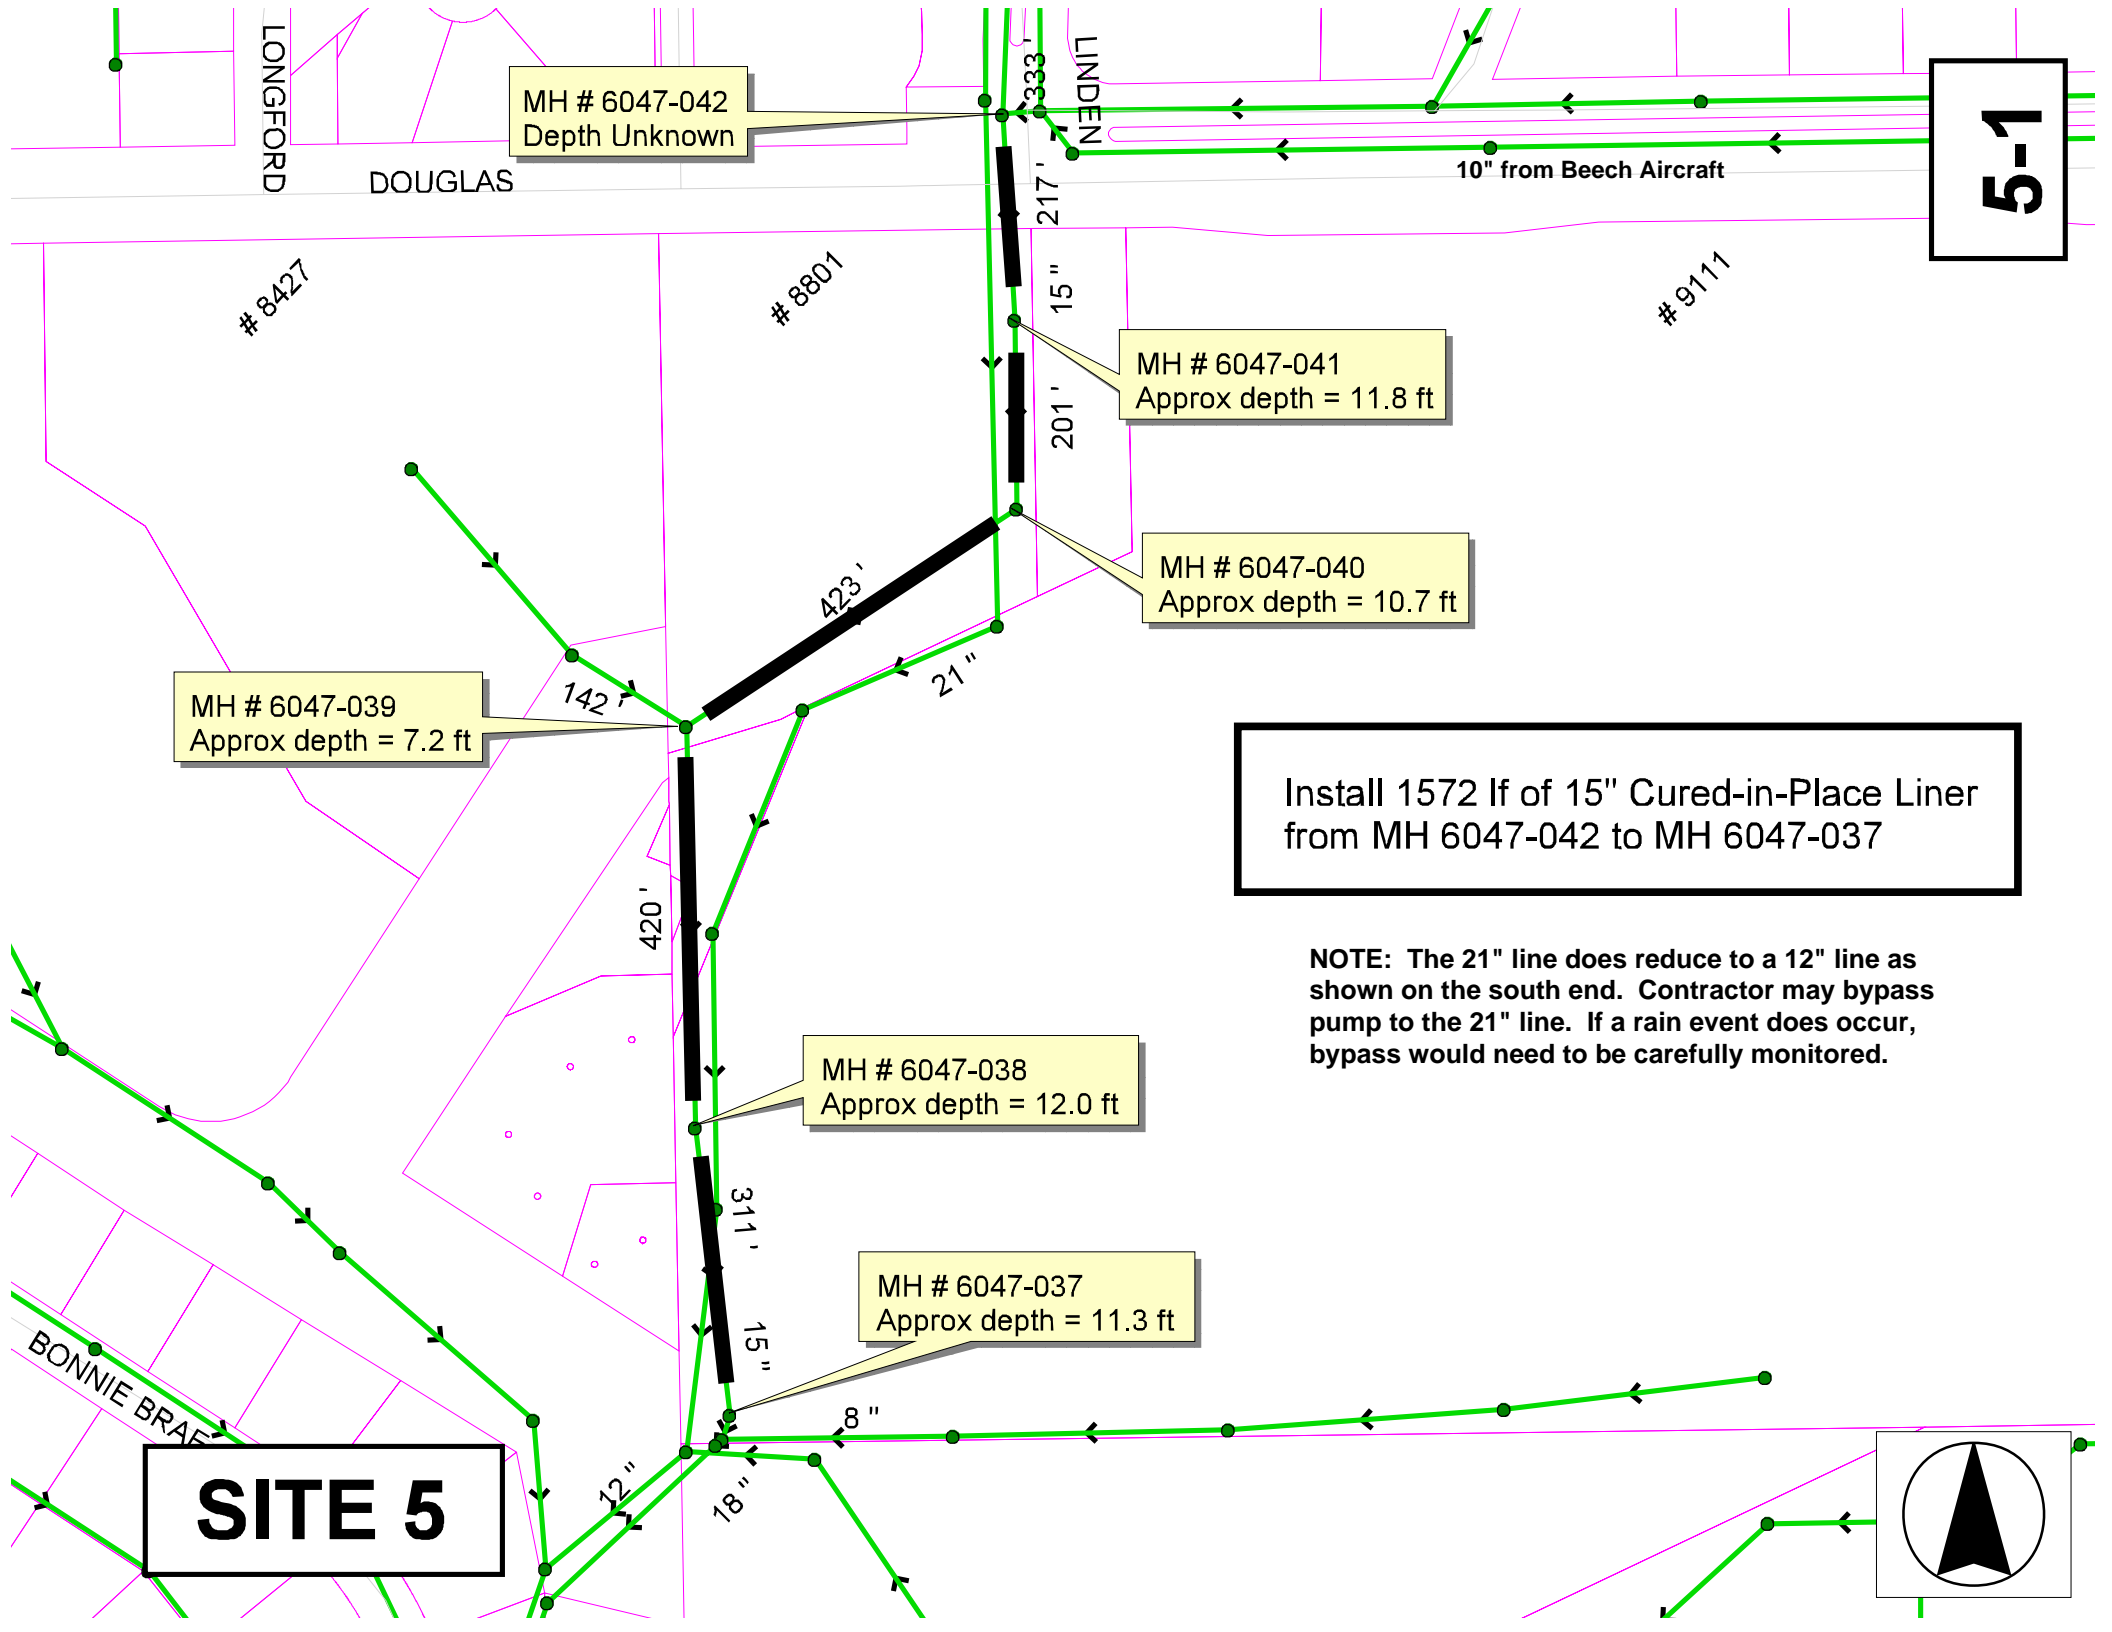 LONGFORD
333 '
LINDEN
MH # 6047-042
Depth Unknown
5-1
10" from Beech Aircraft
DOUGLAS
217 '
# 8427
# 8801
15 "
# 9111
MH # 6047-041
Approx depth = 11.8 ft
201 '
MH # 6047-040
Approx depth = 10.7 ft
423 '
21 "
142 '
MH # 6047-039
Approx depth = 7.2 ft
Install 1572 lf of 15" Cured-in-Place Liner
from MH 6047-042 to MH 6047-037
420 '
NOTE:  The 21" line does reduce to a 12" line as
shown on the south end.  Contractor may bypass
pump to the 21" line.  If a rain event does occur,
bypass would need to be carefully monitored.
MH # 6047-038
Approx depth = 12.0 ft
311 '
MH # 6047-037
Approx depth = 11.3 ft
15 "
BONNIE BRAE
8 "
12 "
18 "
SITE 5